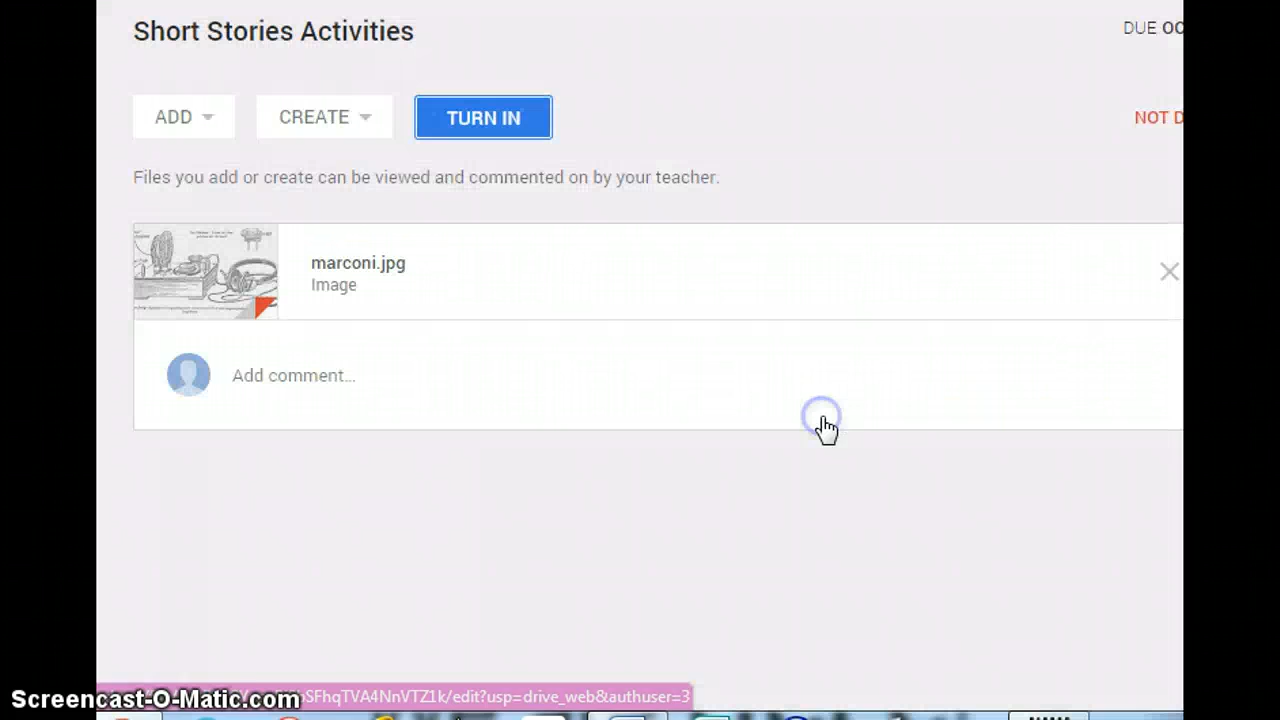 Short Stories Activities
DUE OC
ADD
CREATE
TURN IN
NOT D
Files you add or create can be viewed and commented on by your teacher.
marconi.jpg
Image
Add comment...
SFhqTVA4NnVTZ1k/edit?usp=drive_web&authuser=3
Screencast-O-Matic.com